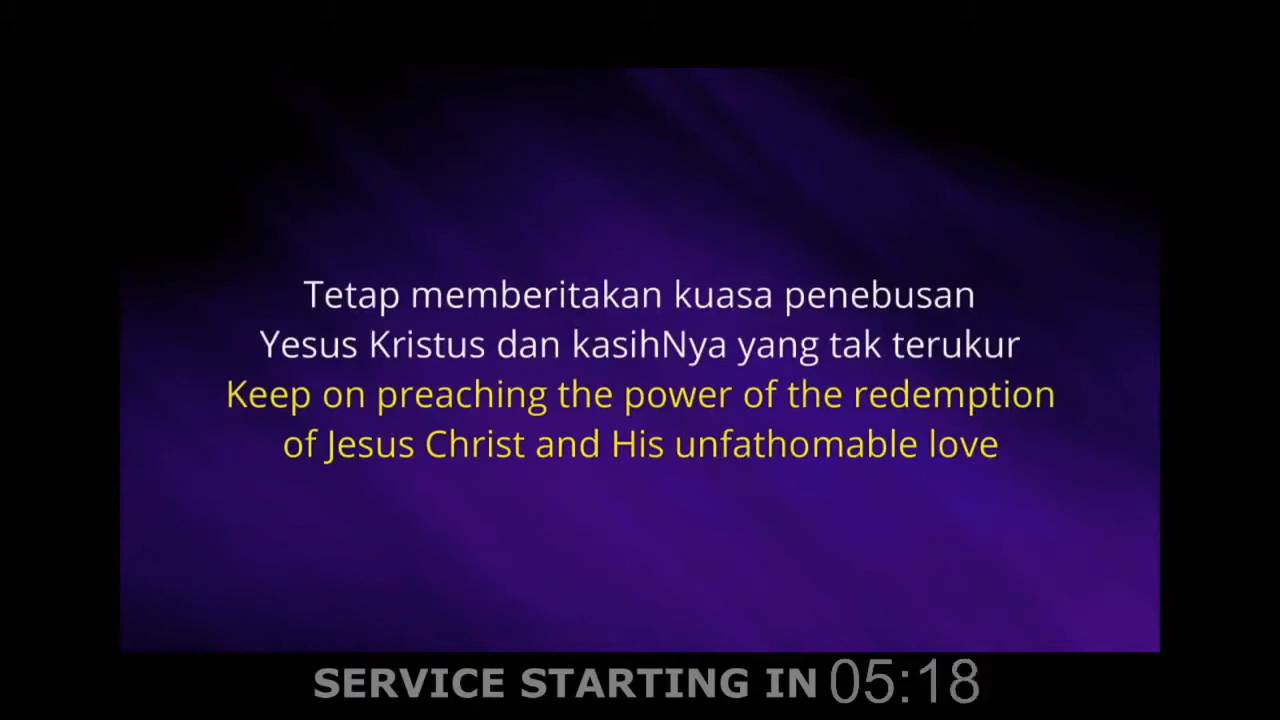 Tetap memberitakan kuasa penebusan
Yesus Kristus dan kasihNya yang tak terukur
Keep on preaching the power of the redemption
of Jesus Christ and His unfathomable love
SERVICE STARTING IN 05:18